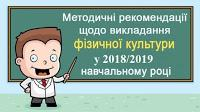 Методичні рекомендації
щодо викладання
фізичної культури
у 2018/2019
навчальному році